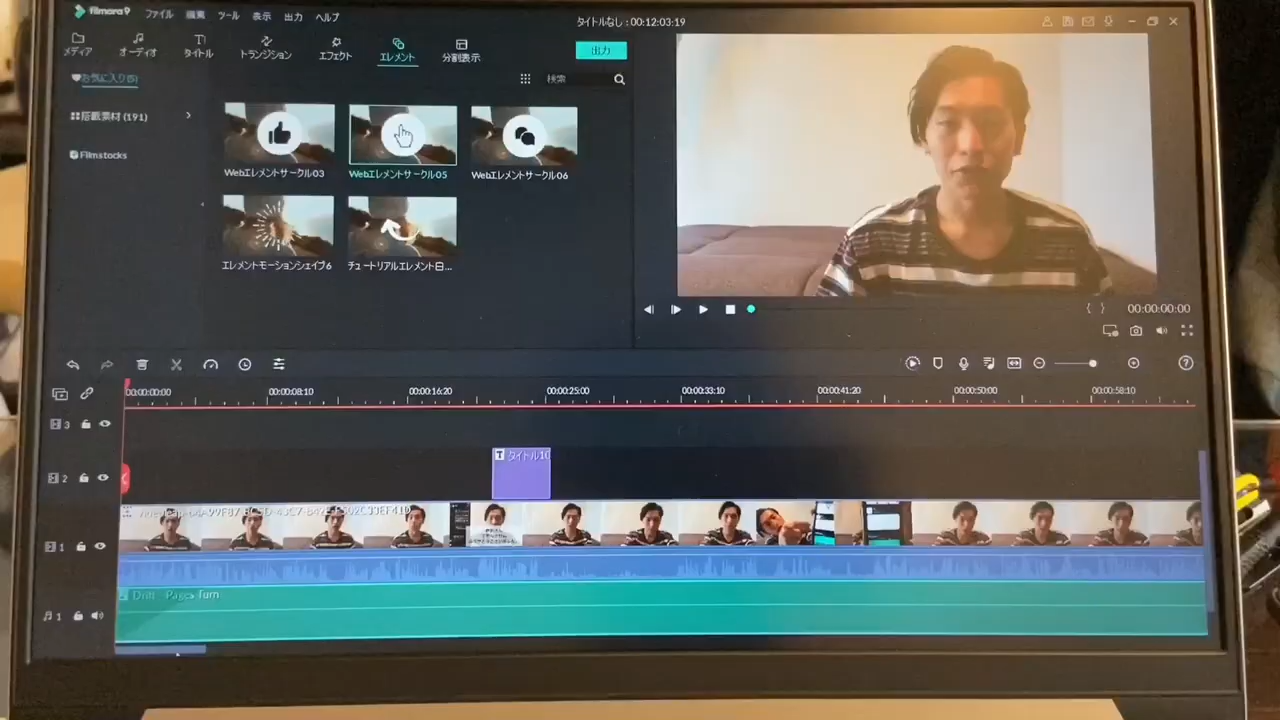 filmora9 ファイル 編集 ツール 表示 出力 ヘルプ
タイトルなし : 00:12:03:19
メディア オーディオ タイトル トランジション エフェクト エレメント 分割表示
出力
お気に入り(5)
検索
搭載素材 (191)
Filmstocks
Webエレメントサークル03 Webエレメントサークル05 Webエレメントサークル06
エレメントモーションシェイプ6 チュートリアルエレメント白...
00:00:00:00
00:00:00:00 00:00:08:10 00:00:16:20 00:00:25:00 00:00:33:10 00:00:41:20 00:00:50:00 00:00:58:10
3
2
T タイトル10
1
1
Drift - Pages Turn